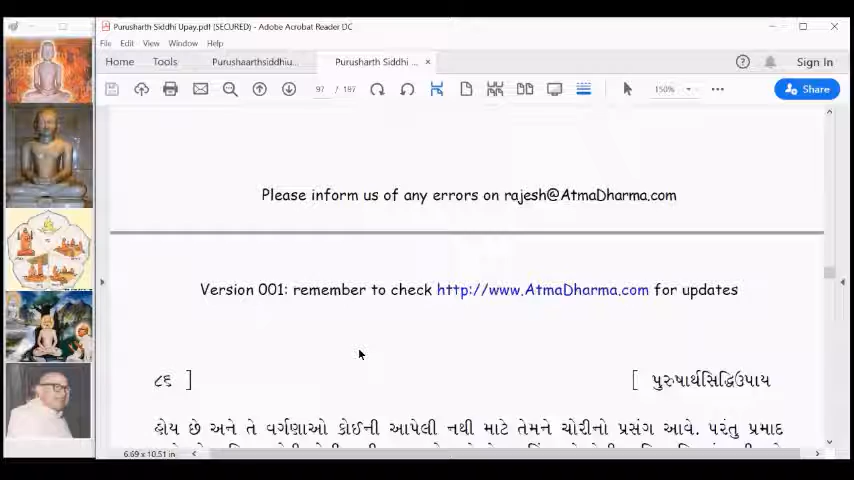 Purusharth Siddhi Upay.pdf (SECURED) - Adobe Acrobat Reader DC
File Edit View Window Help
Home Tools Purushaarthsiddhiu... Purusharth Siddhi ... × Sign In
97 / 197 150% Share
Please inform us of any errors on rajesh@AtmaDharma.com
Version 001: remember to check http://www.AtmaDharma.com for updates
૮૬ ] [ પુરુષાર્થસિદ્ધિઉપાય
હોય છે અને તે વર્ગણાઓ કોઈની આપેલી નથી માટે તેમને ચોરીનો પ્રસંગ આવે. પરંતુ પ્રમાદ
6.69 x 10.51 in